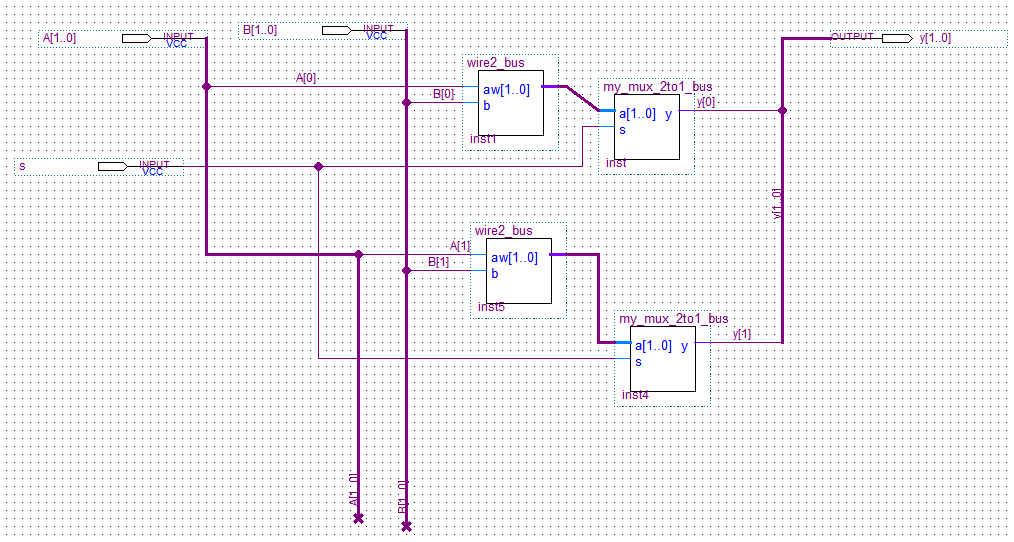 A[1..0] INPUT VCC
B[1..0] INPUT VCC
OUTPUT y[1..0]
wire2_bus
A[0]
aw[1..0]
B[0]
b
inst1
my_mux_2to1_bus
y[0]
a[1..0] y
s
inst
s INPUT VCC
y[1..0]
wire2_bus
A[1]
aw[1..0]
B[1]
b
inst5
my_mux_2to1_bus
y[1]
a[1..0] y
s
inst4
A[1..0]
B[1..0]